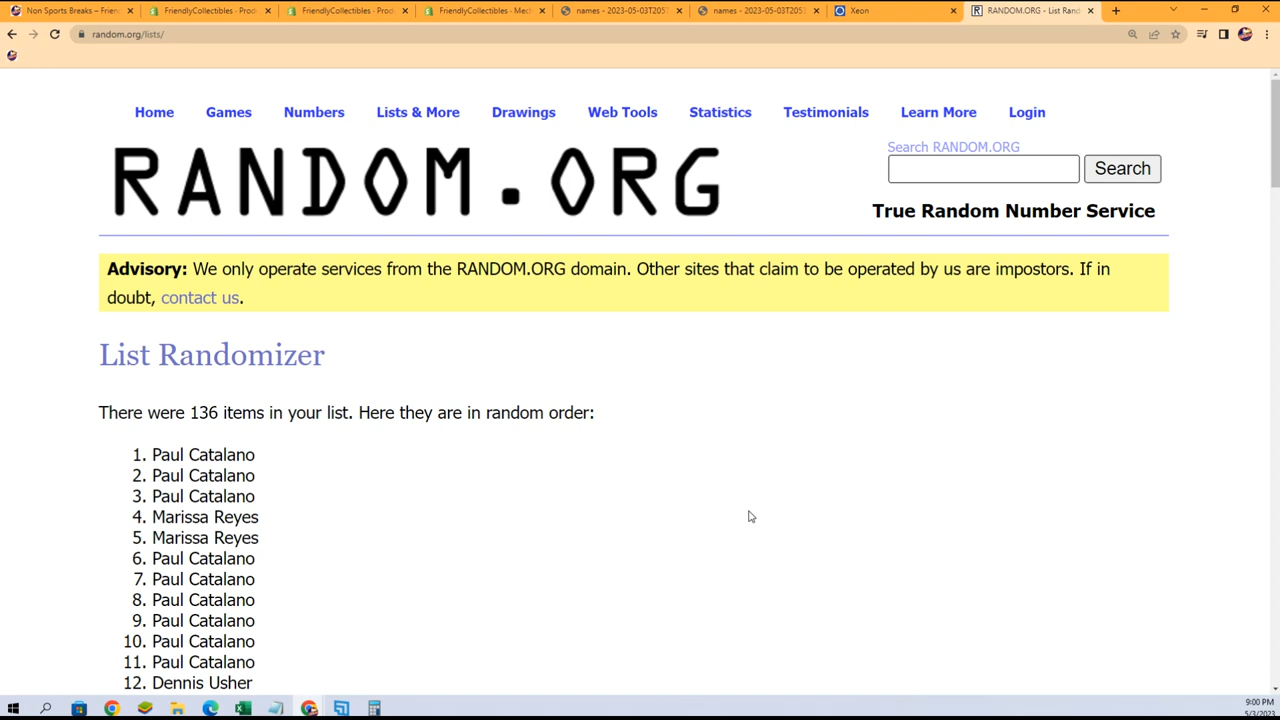 Non Sports Breaks – Frien
FriendlyCollectibles · Prod
FriendlyCollectibles · Prod
FriendlyCollectibles · Mech
names - 2023-05-03T2057
names - 2023-05-03T2053
Xeon
RANDOM.ORG - List Rand
random.org/lists/
Home Games Numbers Lists & More Drawings Web Tools Statistics Testimonials Learn More Login
RANDOM.ORG
Search RANDOM.ORG
Search
True Random Number Service
Advisory: We only operate services from the RANDOM.ORG domain. Other sites that claim to be operated by us are impostors. If in
doubt, contact us.
List Randomizer
There were 136 items in your list. Here they are in random order:
1. Paul Catalano
2. Paul Catalano
3. Paul Catalano
4. Marissa Reyes
5. Marissa Reyes
6. Paul Catalano
7. Paul Catalano
8. Paul Catalano
9. Paul Catalano
10. Paul Catalano
11. Paul Catalano
12. Dennis Usher
9:00 PM
5/3/2023